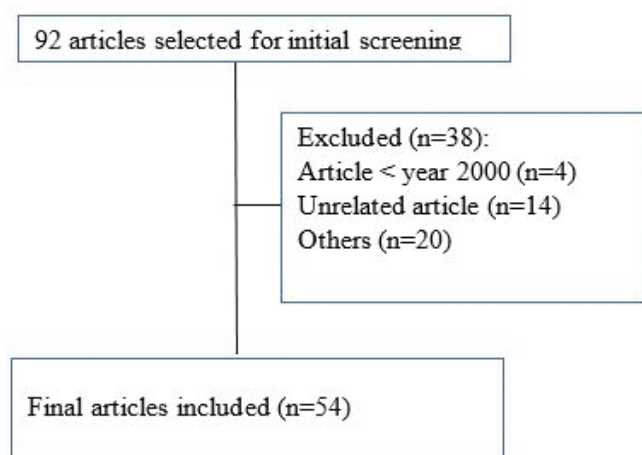 92 articles selected for initial screening
Excluded (n=38):
Article < year 2000 (n=4)
Unrelated article (n=14)
Others (n=20)
Final articles included (n=54)